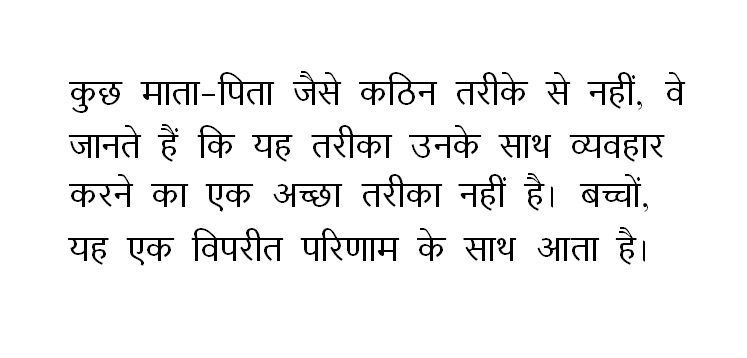 कुछ माता-पिता जैसे कठिन तरीके से नहीं, वे
जानते हैं कि यह तरीका उनके साथ व्यवहार
करने का एक अच्छा तरीका नहीं है। बच्चों,
यह एक विपरीत परिणाम के साथ आता है।